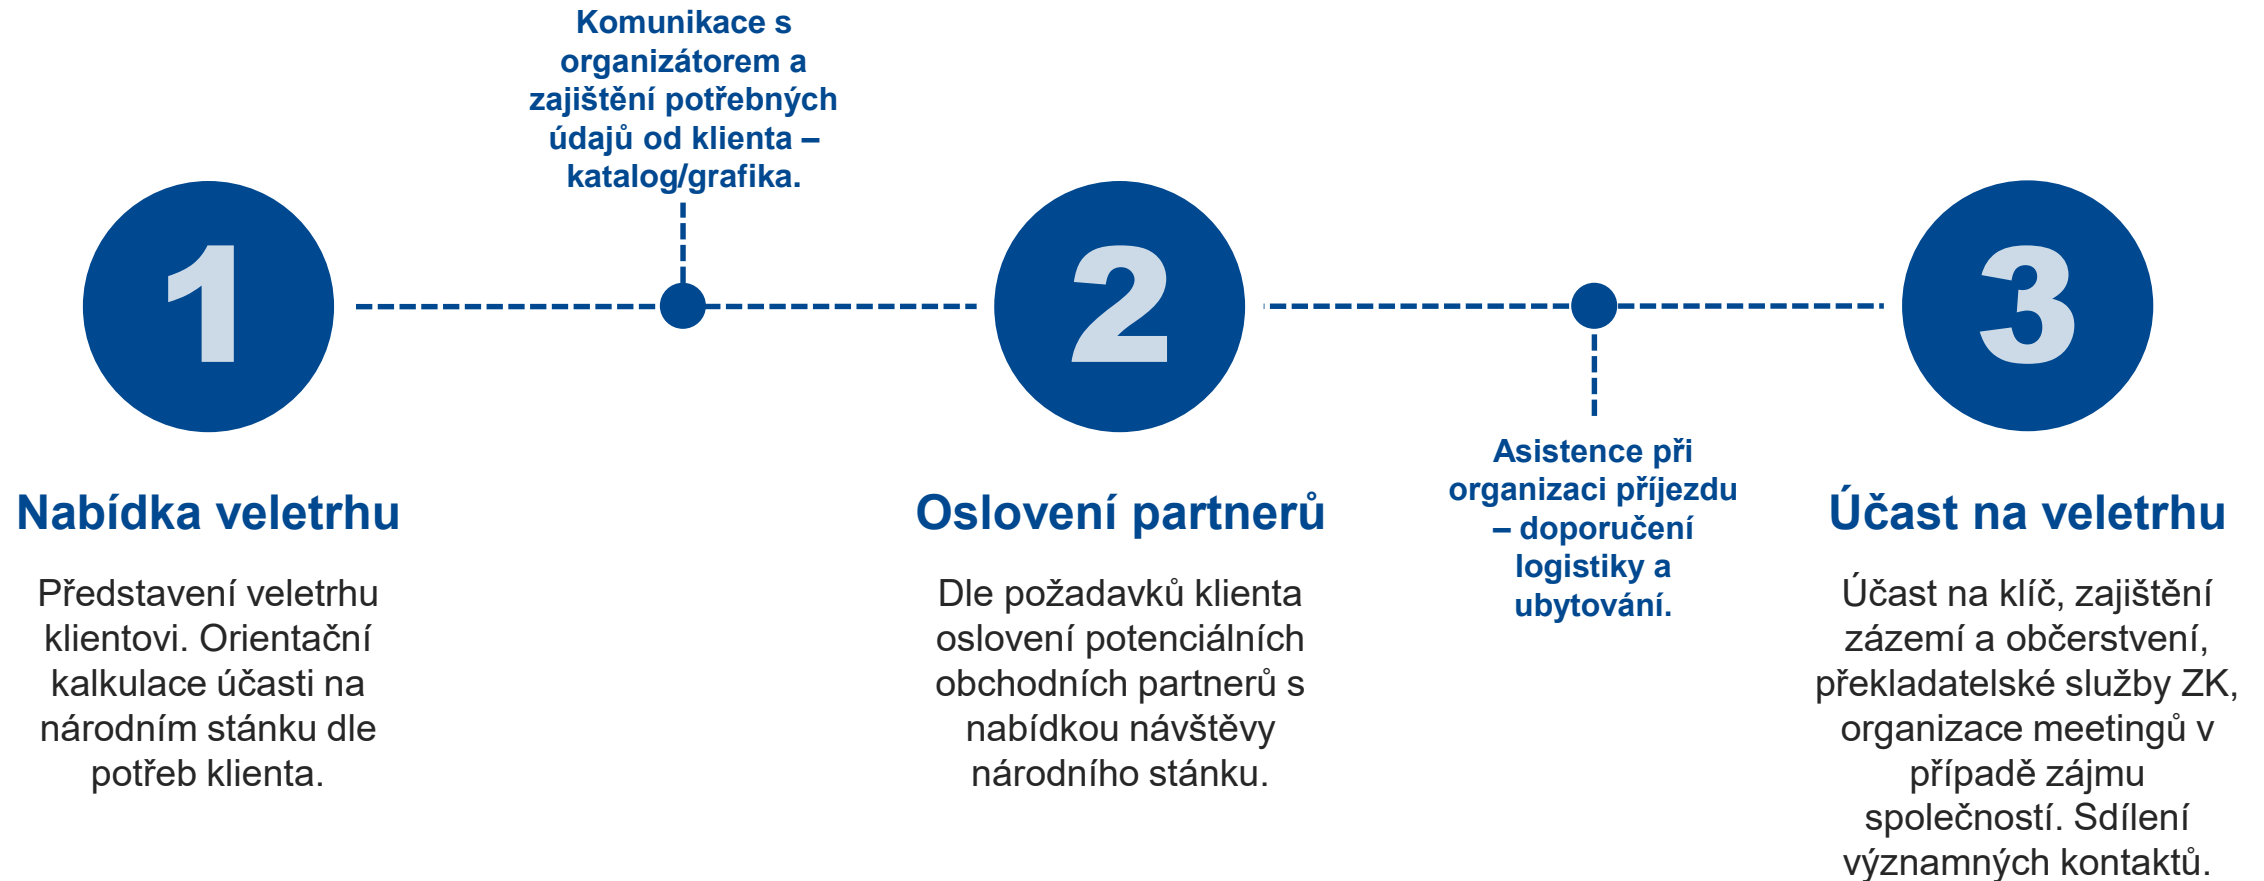 Komunikace s
organizátorem a
zajištění potřebných
údajů od klienta –
katalog/grafika.
1
2
3
Nabídka veletrhu
Představení veletrhu
klientovi. Orientační
kalkulace účasti na
národním stánku dle
potřeb klienta.
Oslovení partnerů
Dle požadavků klienta
oslovení potenciálních
obchodních partnerů s
nabídkou návštěvy
národního stánku.
Asistence při
organizaci příjezdu
– doporučení
logistiky a
ubytování.
Účast na veletrhu
Účast na klíč, zajištění
zázemí a občerstvení,
překladatelské služby ZK,
organizace meetingů v
případě zájmu
společností. Sdílení
významných kontaktů.